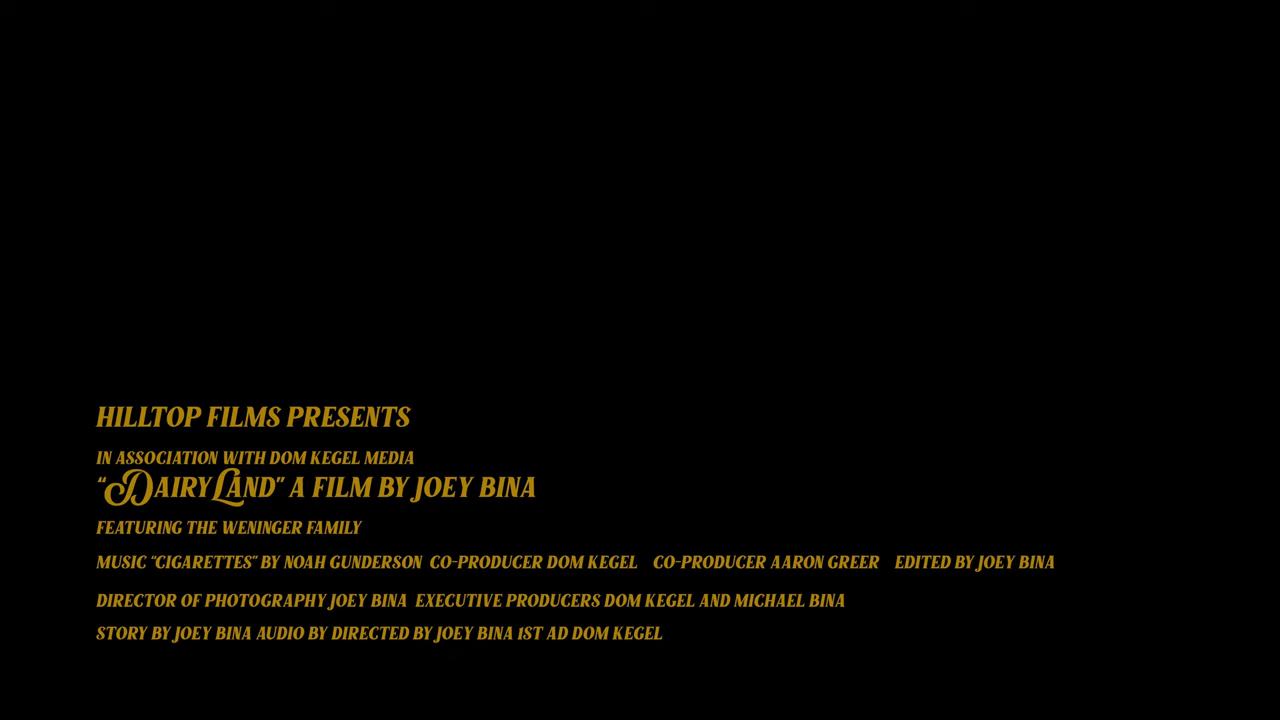 HILLTOP FILMS PRESENTS
IN ASSOCIATION WITH DOM KEGEL MEDIA
“DAIRYLAND” A FILM BY JOEY BINA
FEATURING THE WENINGER FAMILY
MUSIC “CIGARETTES” BY NOAH GUNDERSON CO-PRODUCER DOM KEGEL CO-PRODUCER AARON GREER EDITED BY JOEY BINA
DIRECTOR OF PHOTOGRAPHY JOEY BINA EXECUTIVE PRODUCERS DOM KEGEL AND MICHAEL BINA
STORY BY JOEY BINA AUDIO BY DIRECTED BY JOEY BINA 1ST AD DOM KEGEL